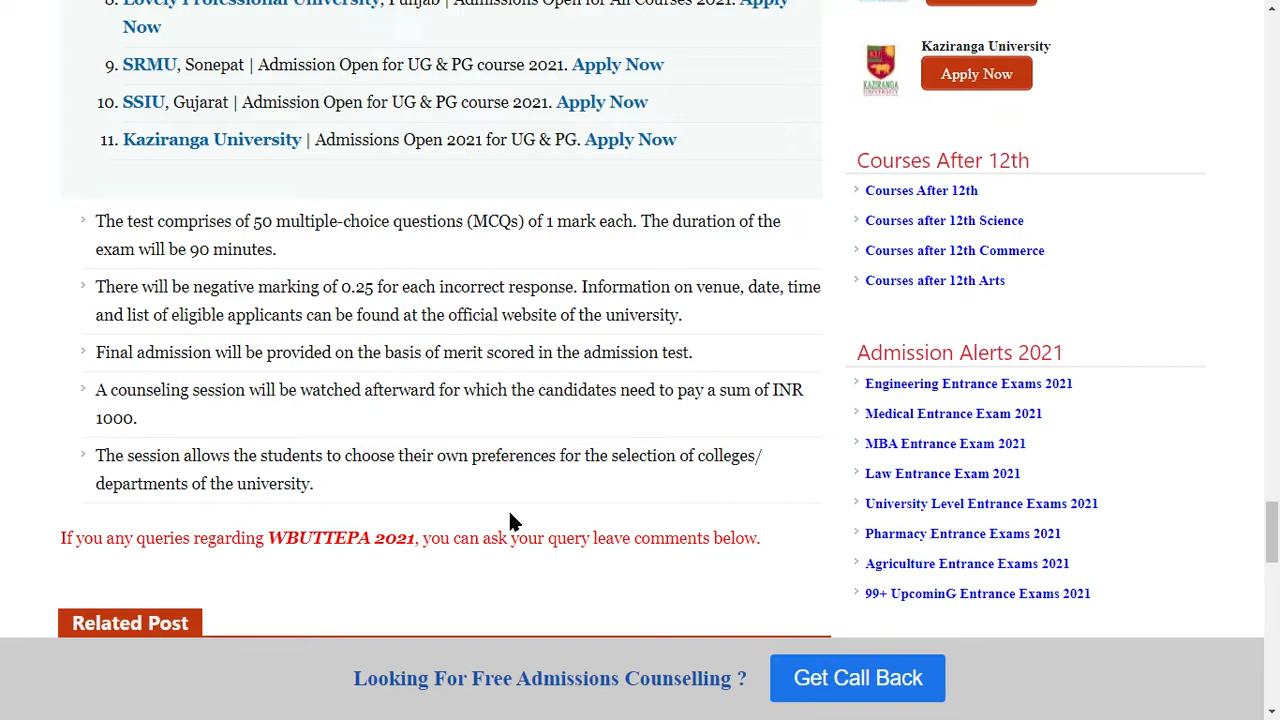 8. Lovely Professional University, Punjab | Admissions Open for All Courses 2021. Apply
Now
9. SRMU, Sonepat | Admission Open for UG & PG course 2021. Apply Now
10. SSIU, Gujarat | Admission Open for UG & PG course 2021. Apply Now
11. Kaziranga University | Admissions Open 2021 for UG & PG. Apply Now
The test comprises of 50 multiple-choice questions (MCQs) of 1 mark each. The duration of the
exam will be 90 minutes.
There will be negative marking of 0.25 for each incorrect response. Information on venue, date, time
and list of eligible applicants can be found at the official website of the university.
Final admission will be provided on the basis of merit scored in the admission test.
A counseling session will be watched afterward for which the candidates need to pay a sum of INR
1000.
The session allows the students to choose their own preferences for the selection of colleges/
departments of the university.
If you any queries regarding WBUTTEPA 2021, you can ask your query leave comments below.
Related Post
Kaziranga University
Apply Now
KAZIRANGA
UNIVERSITY
Courses After 12th
Courses After 12th
Courses after 12th Science
Courses after 12th Commerce
Courses after 12th Arts
Admission Alerts 2021
Engineering Entrance Exams 2021
Medical Entrance Exam 2021
MBA Entrance Exam 2021
Law Entrance Exam 2021
University Level Entrance Exams 2021
Pharmacy Entrance Exams 2021
Agriculture Entrance Exams 2021
99+ UpcominG Entrance Exams 2021
Looking For Free Admissions Counselling ?
Get Call Back